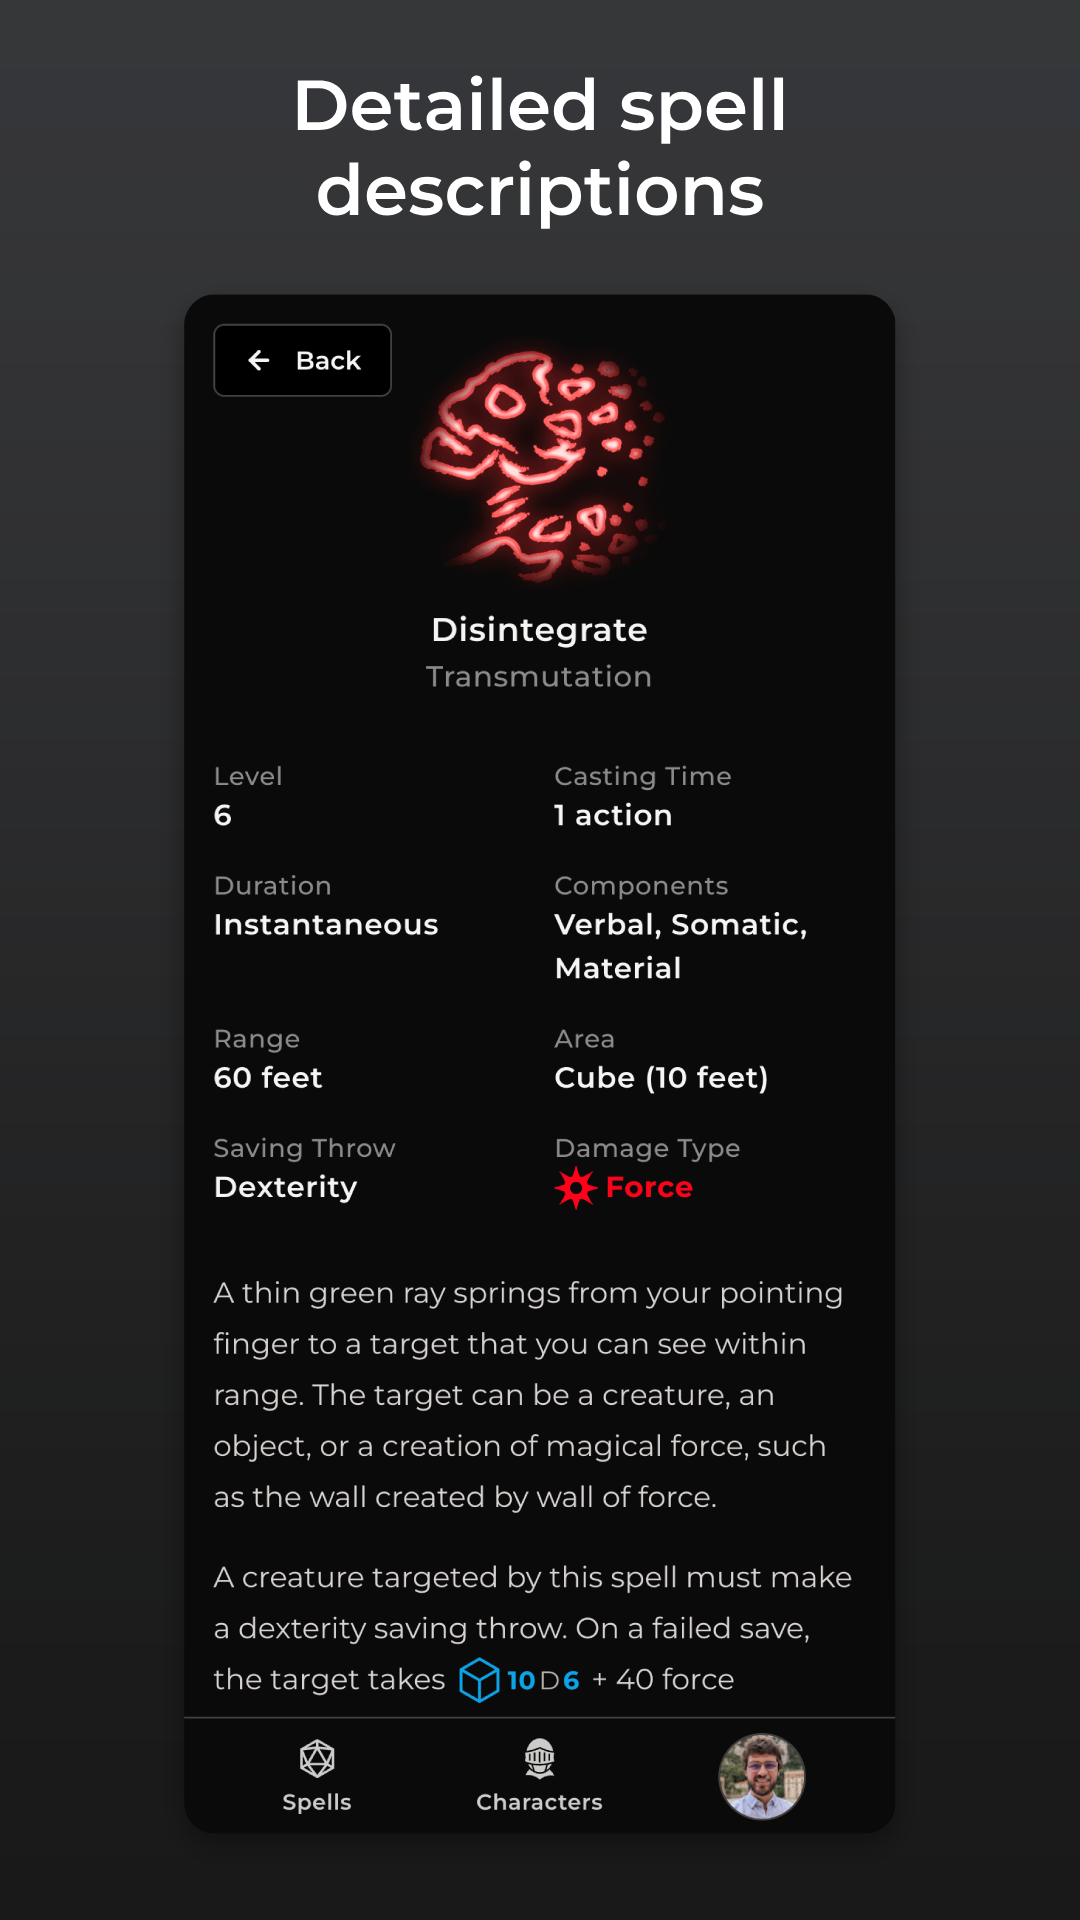 Detailed spell
descriptions
Back
Disintegrate
Transmutation
Level
6
Casting Time
1 action
Duration
Instantaneous
Components
Verbal, Somatic,
Material
Range
60 feet
Area
Cube (10 feet)
Saving Throw
Dexterity
Damage Type
Force
A thin green ray springs from your pointing
finger to a target that you can see within
range. The target can be a creature, an
object, or a creation of magical force, such
as the wall created by wall of force.
A creature targeted by this spell must make
a dexterity saving throw. On a failed save,
the target takes 10D6 + 40 force
Spells
Characters